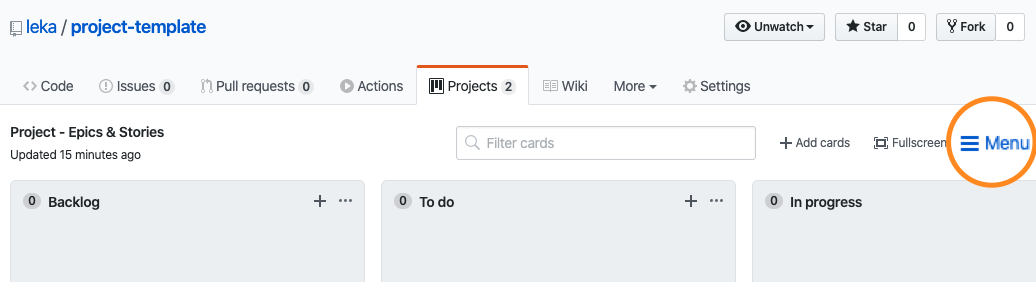 leka / project-template
Unwatch Star 0 Fork 0
Code Issues 0 Pull requests 0 Actions Projects 2 Wiki More Settings
Project - Epics & Stories
Updated 15 minutes ago
Filter cards
Add cards Fullscreen Menu
0 Backlog
0 To do
0 In progress